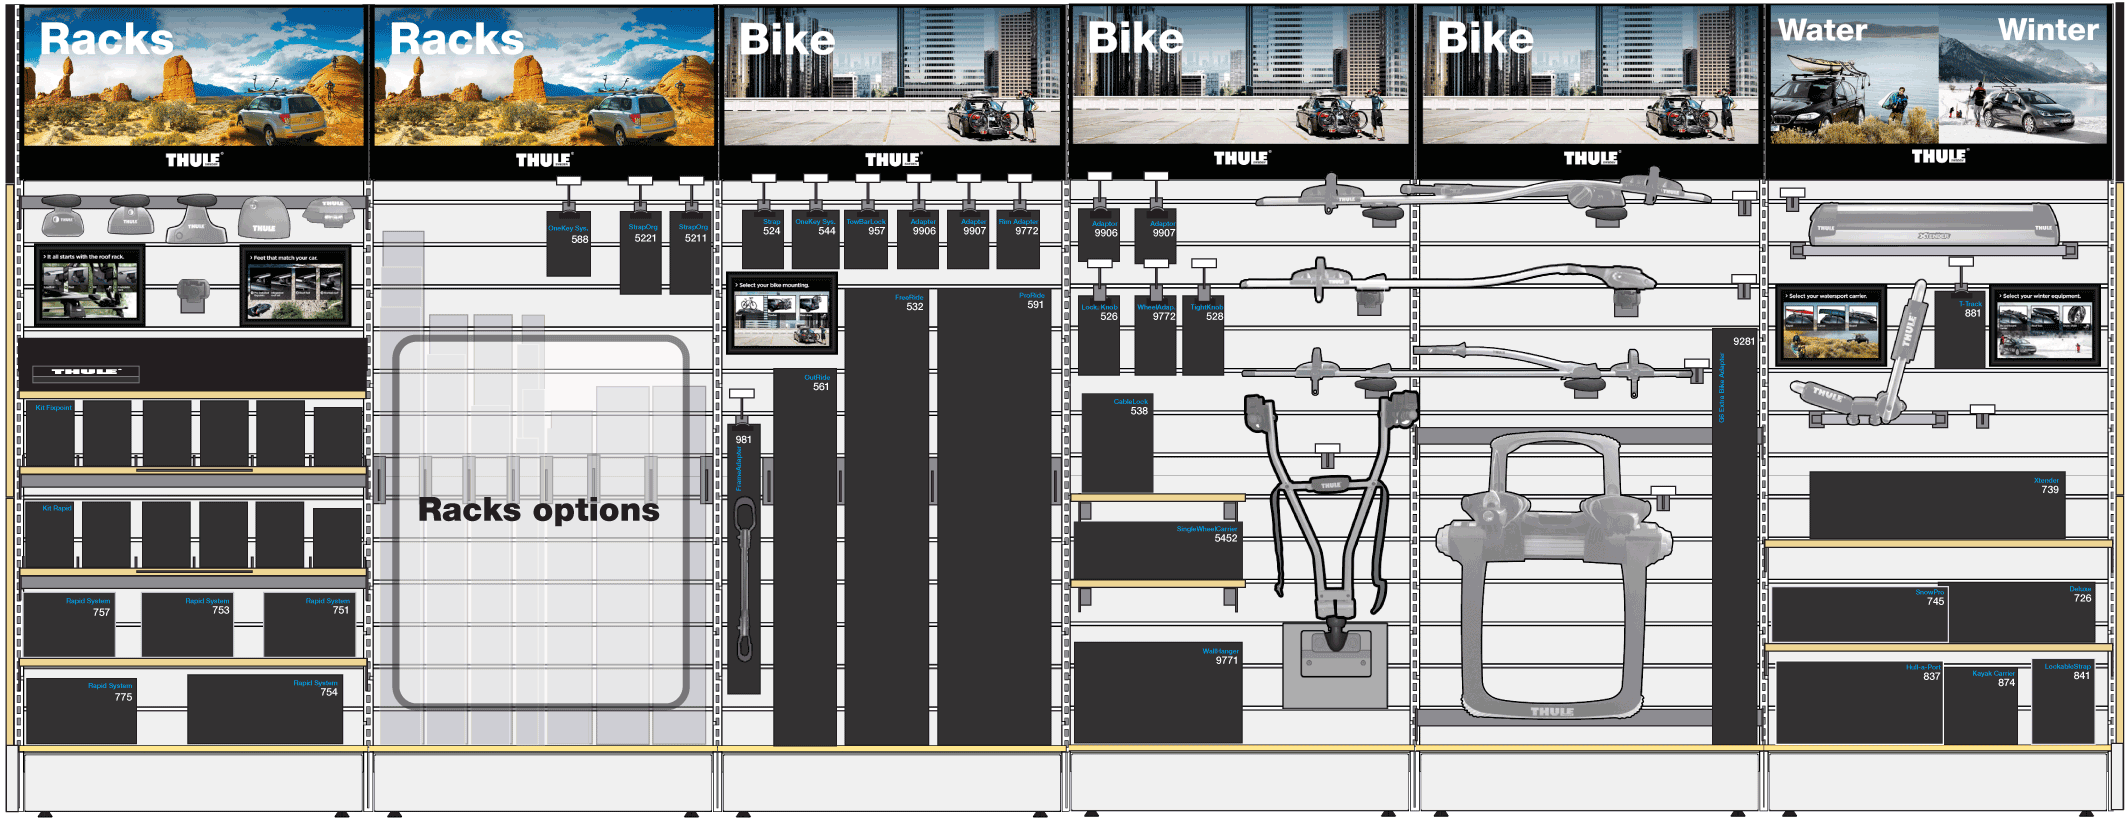 Racks
THULE
Racks
THULE
Bike
THULE
Bike
THULE
Bike
THULE
Water
Winter
THULE
THULE
THULE
THULE
THULE
> It all starts with the roof rack.
> Feet that match your car.
THULE
Kit Fixpoint
Kit Rapid
Rapid System
757
Rapid System
753
Rapid System
751
Rapid System
775
Rapid System
754
OneKey Sys.
588
StrapOrg
5221
StrapOrg
5211
Racks options
Strap
524
OneKey Sys.
544
TowBarLock
957
Adapter
9906
Adapter
9907
Rim Adapter
9772
> Select your bike mounting.
FreeRide
532
ProRide
591
OutRide
561
981
FrameAdapter
Adapter
9906
Adapter
9907
Lock. Knob
526
WheelAdap.
9772
TightKnob
528
CableLock
538
SingleWheelCarrier
5452
WallHanger
9771
THULE
THULE
9281
G6 Extra Bike Adapter
THULE
THULE
Xtender
THULE
> Select your watersport carrier.
THULE
THULE
T-Track
881
> Select your winter equipment.
Xtender
739
SnowPro
745
Deluxe
726
Hull-a-Port
837
Kayak Carrier
874
LockableStrap
841